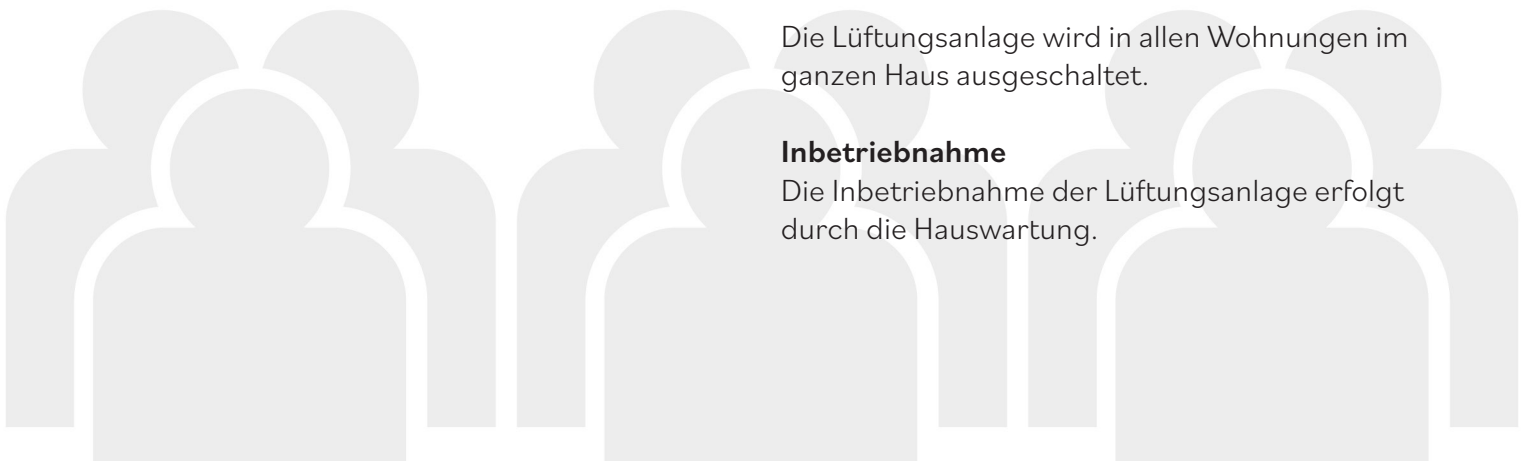 Die Lüftungsanlage wird in allen Wohnungen im
ganzen Haus ausgeschaltet.
Inbetriebnahme
Die Inbetriebnahme der Lüftungsanlage erfolgt
durch die Hauswartung.